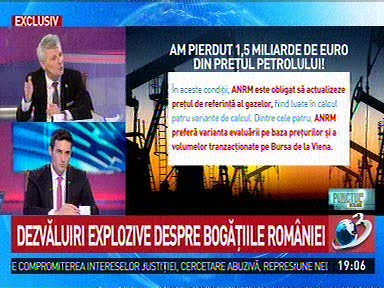 EXCLUSIV
AM PIERDUT 1,5 MILIARDE DE EURO
DIN PREȚUL PETROLULUI!
În aceste condiții, ANRM este obligat să actualizeze
prețul de referință al gazelor, fiind luate în calcul
patru variante de calcul. Dintre cele patru, ANRM
preferă varianta evaluării pe baza prețurilor și a
volumelor tranzacționate pe Bursa de la Viena.
PUNCTUL
3
DEZVĂLUIRI EXPLOZIVE DESPRE BOGĂȚIILE ROMÂNIEI
E COMPROMITEREA INTERESELOR JUSTIȚIEI, CERCETARE ABUZIVĂ, REPRESIUNE NED
19:06